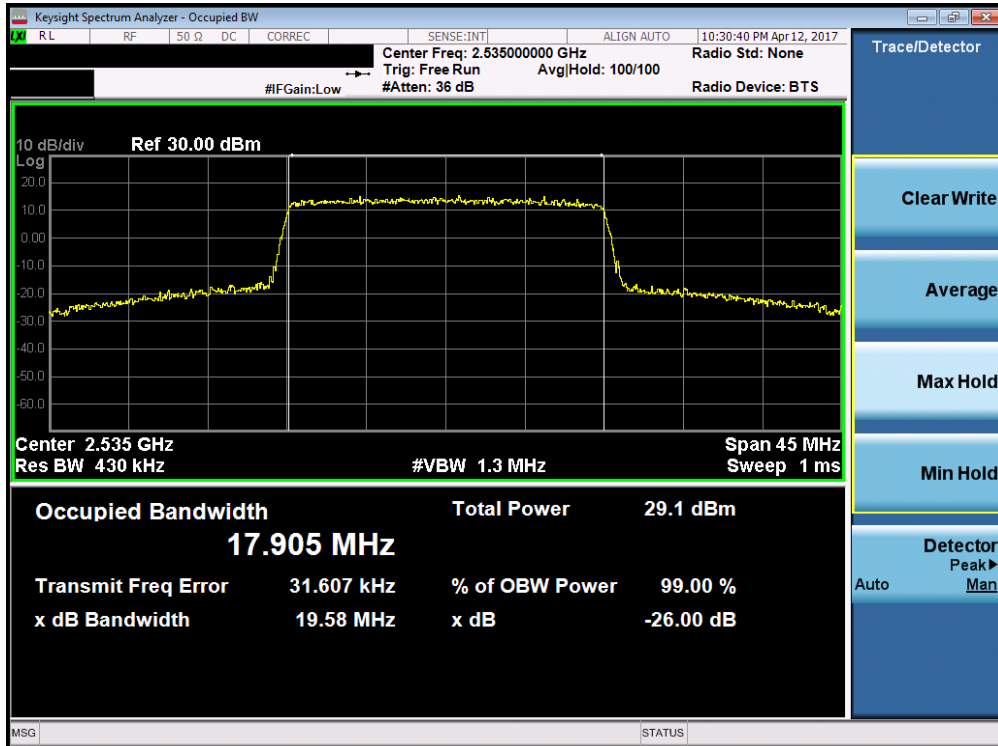 Keysight Spectrum Analyzer - Occupied BW
LXI RL RF 50 Ω DC CORREC SENSE:INT ALIGN AUTO 10:30:40 PM Apr 12, 2017
Center Freq: 2.535000000 GHz Radio Std: None
Trig: Free Run Avg|Hold: 100/100
#IFGain:Low #Atten: 36 dB Radio Device: BTS
Trace/Detector
10 dB/div Ref 30.00 dBm
Log
20.0
10.0
0.00
-10.0
-20.0
-30.0
-40.0
-50.0
-60.0
Center 2.535 GHz Span 45 MHz
Res BW 430 kHz #VBW 1.3 MHz Sweep 1 ms
Occupied Bandwidth Total Power 29.1 dBm
17.905 MHz
Transmit Freq Error 31.607 kHz % of OBW Power 99.00 %
x dB Bandwidth 19.58 MHz x dB -26.00 dB
Clear Write
Average
Max Hold
Min Hold
Detector
Peak▶
Auto Man
MSG STATUS